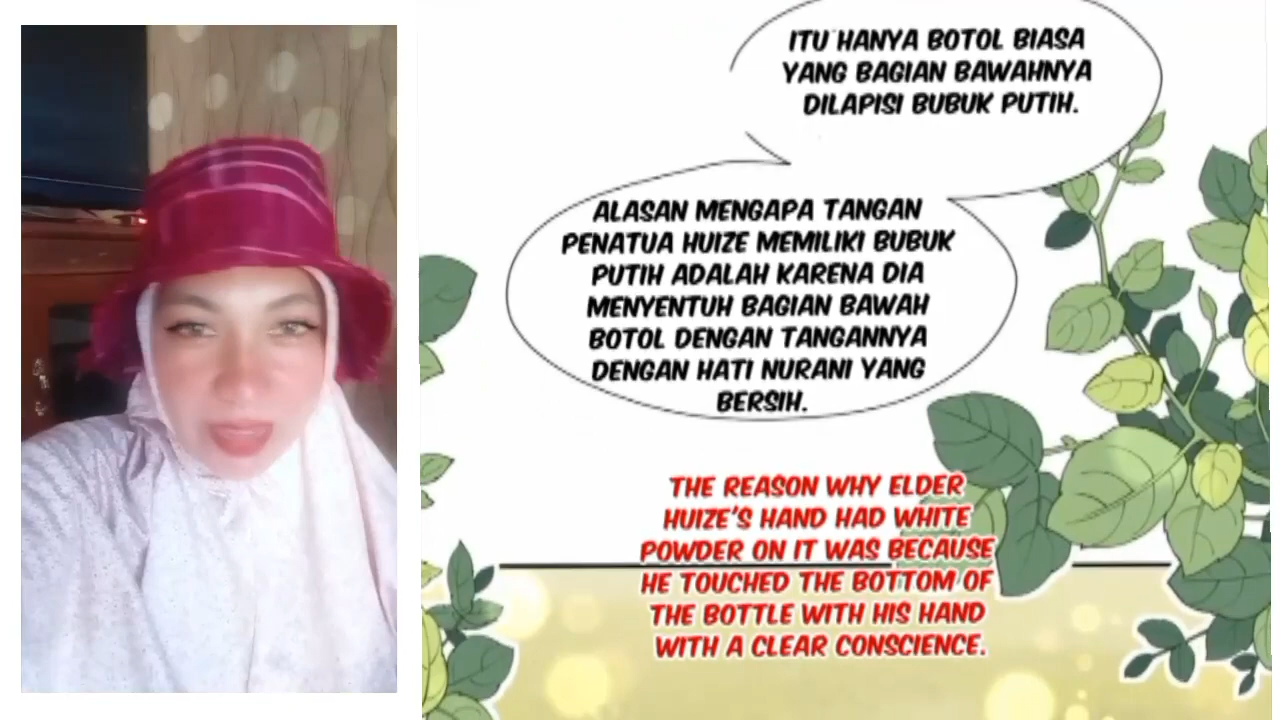 ITU HANYA BOTOL BIASA
YANG BAGIAN BAWAHNYA
DILAPISI BUBUK PUTIH.
ALASAN MENGAPA TANGAN
PENATUA HUIZE MEMILIKI BUBUK
PUTIH ADALAH KARENA DIA
MENYENTUH BAGIAN BAWAH
BOTOL DENGAN TANGANNYA
DENGAN HATI NURANI YANG
BERSIH.
THE REASON WHY ELDER
HUIZE'S HAND HAD WHITE
POWDER ON IT WAS BECAUSE
HE TOUCHED THE BOTTOM OF
THE BOTTLE WITH HIS HAND
WITH A CLEAR CONSCIENCE.